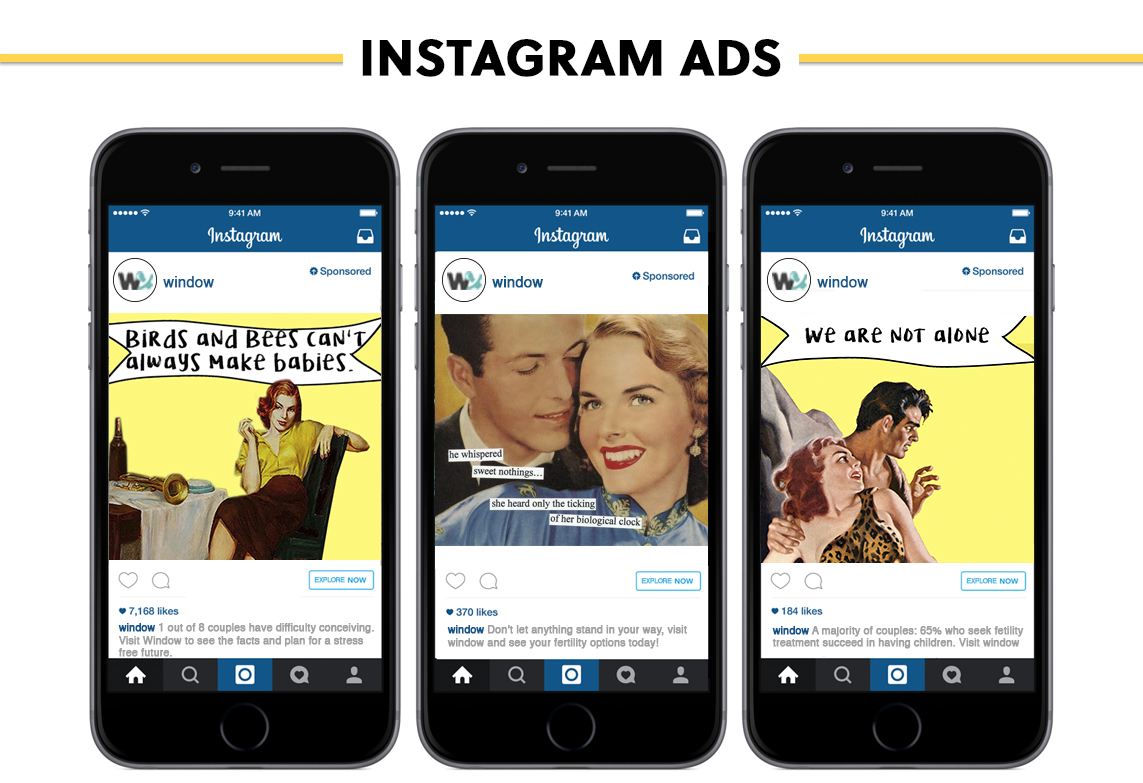 INSTAGRAM ADS
9:41 AM
Instagram
window
Sponsored
BIRDS AND BEES CAN'T
ALWAYS MAKE BABIES.
EXPLORE NOW
7,168 likes
window 1 out of 8 couples have difficulty conceiving.
Visit Window to see the facts and plan for a stress
free future.
9:41 AM
Instagram
window
Sponsored
he whispered
sweet nothings...
she heard only the ticking
of her biological clock
EXPLORE NOW
370 likes
window Don't let anything stand in your way, visit
window and see your fertility options today!
9:41 AM
Instagram
window
Sponsored
WE ARE NOT ALONE
EXPLORE NOW
184 likes
window A majority of couples: 65% who seek fetility
treatment succeed in having children. Visit window